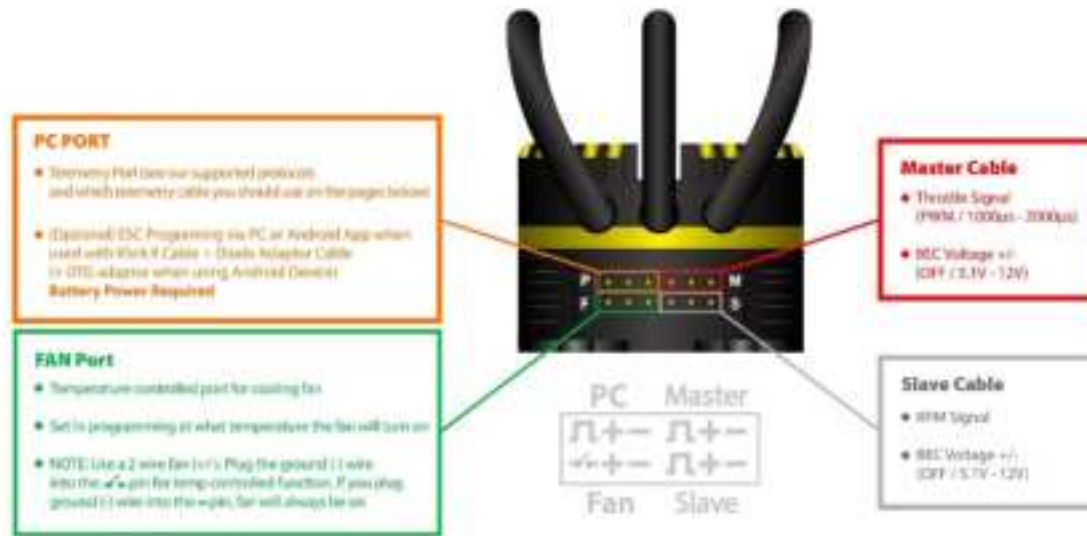 PC PORT
• Telemetry Port (see our supported protocols
and which telemetry cable you should use on the pages below)
• (Optional) ESC Programing via PC or Android App when
used with Cable + Adaptor Cable
(+ OTG adaptor when using Android Device)
Battery Power Required
FAN Port
• Temperature controlled port for cooling fan
• Set in programming at what temperature the fan will turn on
• NOTE: Use a 2 wire fan (+/-). Plug the ground (-) wire
into the pin for temp controlled function. If you plug
ground (-) wire into the – pin, fan will always be on
P M
F S
PC Master
+ – + –
+ – + –
Fan Slave
Master Cable
• Throttle Signal
(PWM / 1000µs - 2000µs)
• BEC Voltage +/-
(OFF / 5.1V - 12V)
Slave Cable
• RPM Signal
• BEC Voltage +/-
(OFF / 5.1V - 12V)